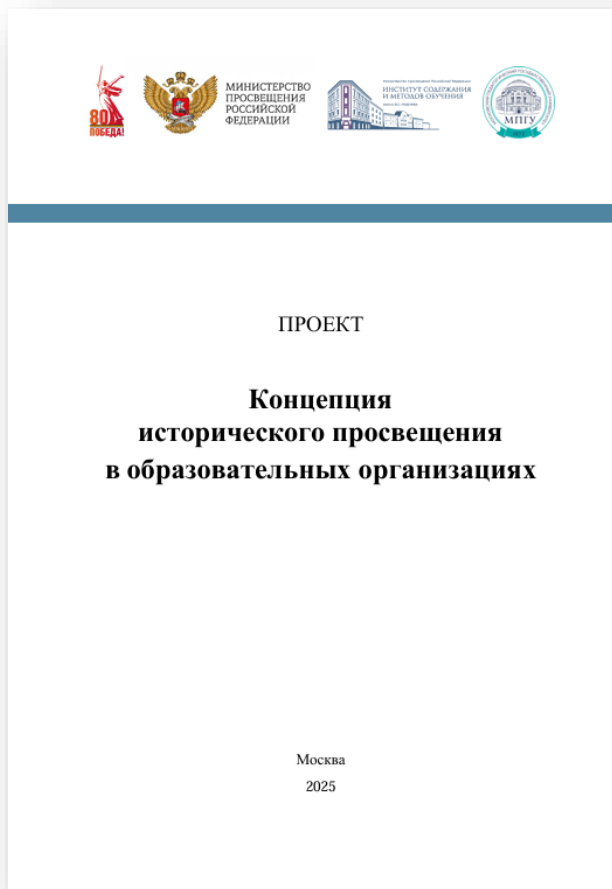 80
ПОБЕДА!
МИНИСТЕРСТВО
ПРОСВЕЩЕНИЯ
РОССИЙСКОЙ
ФЕДЕРАЦИИ
ИНСТИТУТ СОДЕРЖАНИЯ
И МЕТОДОВ ОБУЧЕНИЯ
МПГУ
ПРОЕКТ
Концепция
исторического просвещения
в образовательных организациях
Москва
2025